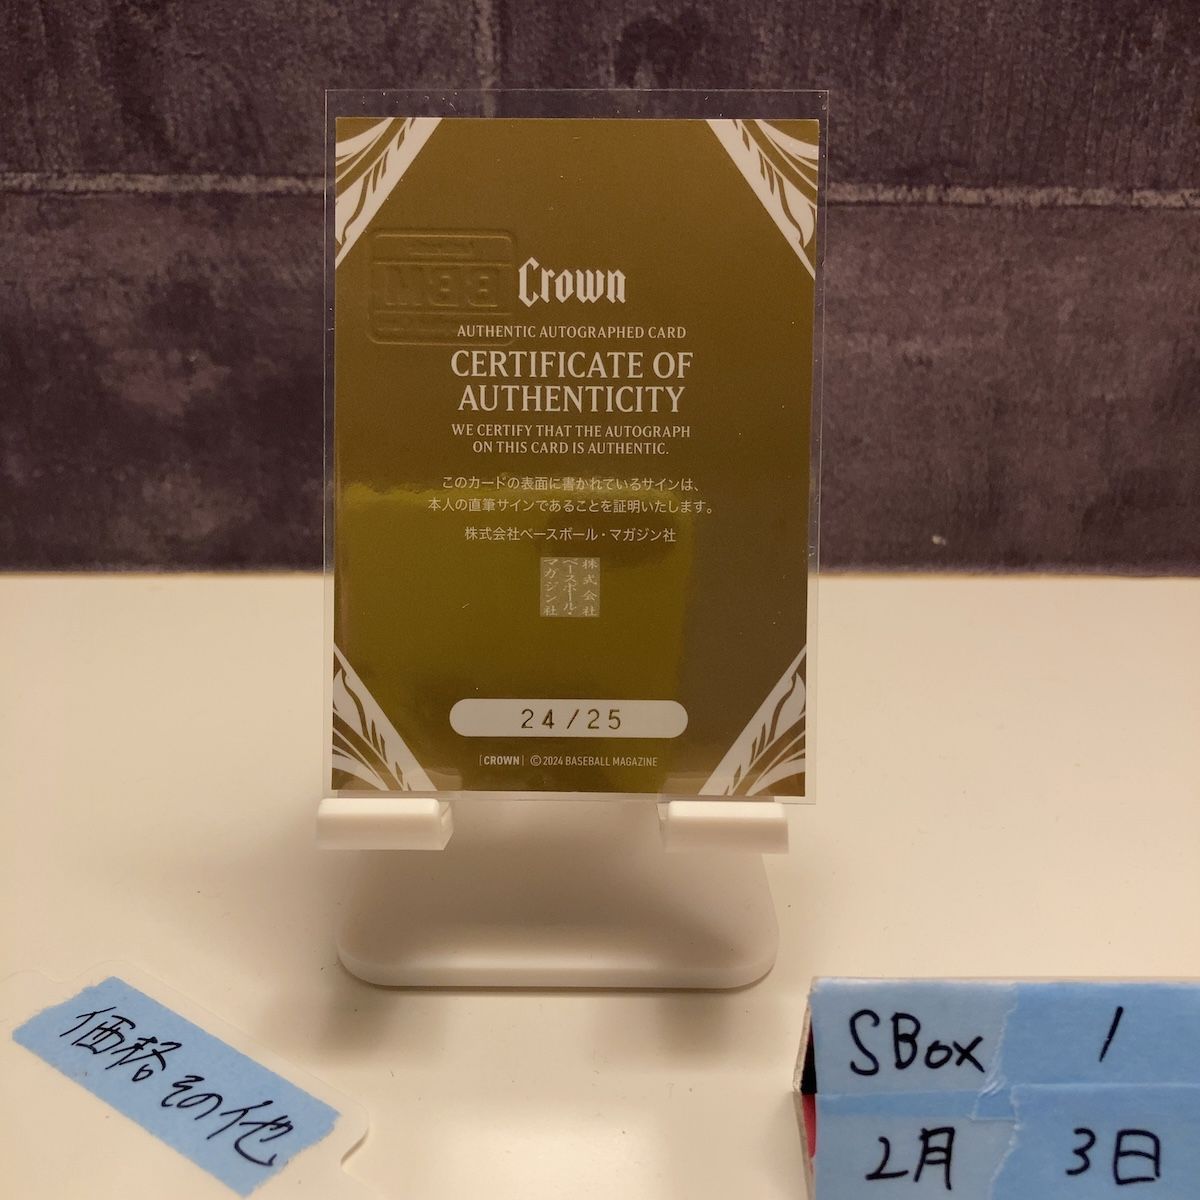 BBM
Crown
AUTHENTIC AUTOGRAPHED CARD
CERTIFICATE OF
AUTHENTICITY
WE CERTIFY THAT THE AUTOGRAPH
ON THIS CARD IS AUTHENTIC.
このカードの表面に書かれているサインは、
本人の直筆サインであることを証明いたします。
株式会社ベースボール・マガジン社
株式会社
ベースボール・
マガジン社
24/25
[CROWN] ©2024 BASEBALL MAGAZINE
価格その他
SBox 1
2月 3日